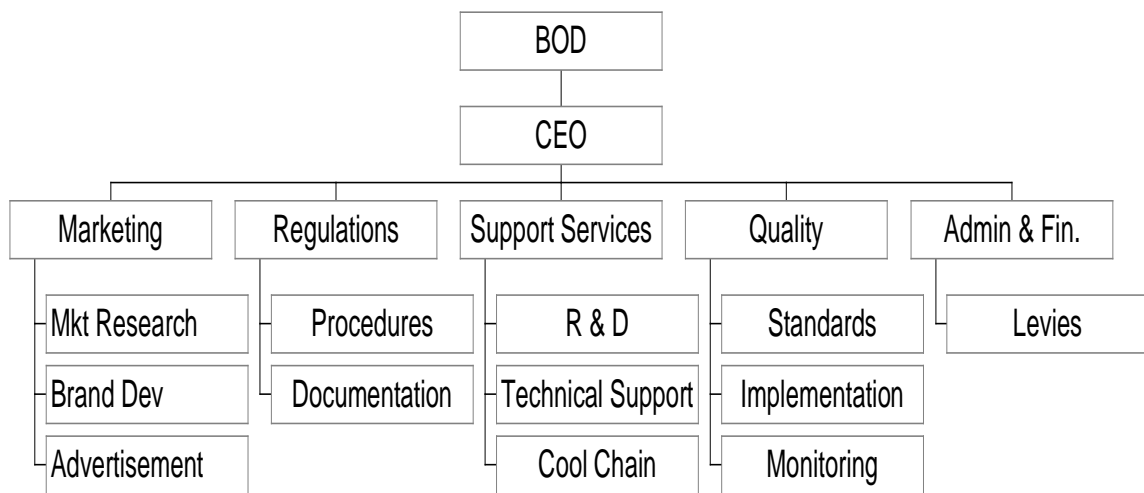 BOD
CEO
Marketing
Regulations
Support Services
Quality
Admin & Fin.
Mkt Research
Procedures
R & D
Standards
Levies
Brand Dev
Documentation
Technical Support
Implementation
Advertisement
Cool Chain
Monitoring